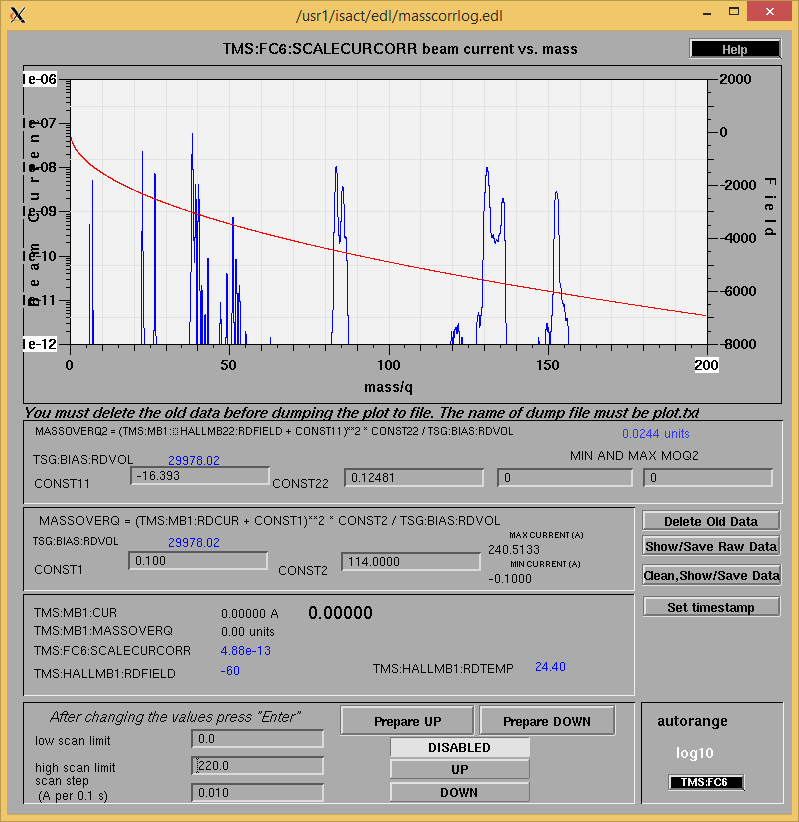 /usr1/isact/edl/masscorrlog.edl
TMS:FC6:SCALECURCORR beam current vs. mass
Help
1e-06
1e-07
1e-08
1e-09
1e-10
1e-11
1e-12
Beam Current
2000
0
-2000
-4000
-6000
-8000
Field
0 50 100 150 200
mass/q
You must delete the old data before dumping the plot to file. The name of dump file must be plot.txt
MASSOVERQ2 = (TMS:MB1:HALLMB22:RDFIELD + CONST11)**2 * CONST22 / TSG:BIAS:RDVOL
0.0244 units
TSG:BIAS:RDVOL 29978.02
MIN AND MAX MOQ2
CONST11 -16.393 CONST22 0.12481 0 0
MASSOVERQ = (TMS:MB1:RDCUR + CONST1)**2 * CONST2 / TSG:BIAS:RDVOL
TSG:BIAS:RDVOL 29978.02
MAX CURRENT (A)
240.5133
CONST1 0.100 CONST2 114.0000
MIN CURRENT (A)
-0.1000
Delete Old Data
Show/Save Raw Data
Clean,Show/Save Data
Set timestamp
TMS:MB1:CUR 0.00000 A 0.00000
TMS:MB1:MASSOVERQ 0.00 units
TMS:FC6:SCALECURCORR 4.88e-13
TMS:HALLMB1:RDFIELD -60
TMS:HALLMB1:RDTEMP 24.40
After changing the values press "Enter"
low scan limit 0.0
high scan limit 220.0
scan step
(A per 0.1 s) 0.010
Prepare UP
Prepare DOWN
DISABLED
UP
DOWN
autorange
log10
TMS:FC6